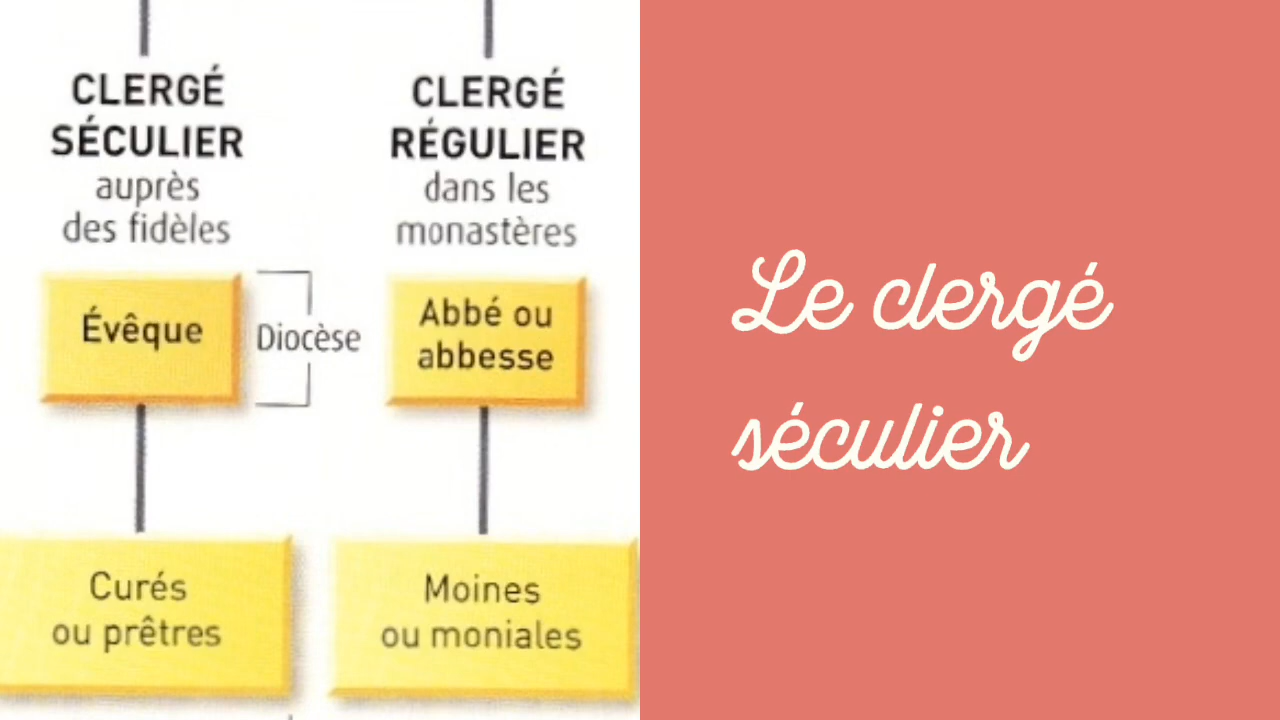 CLERGÉ
SÉCULIER
auprès
des fidèles
Évêque
Diocèse
Curés
ou prêtres
CLERGÉ
RÉGULIER
dans les
monastères
Abbé ou
abbesse
Moines
ou moniales
Le clergé
séculier